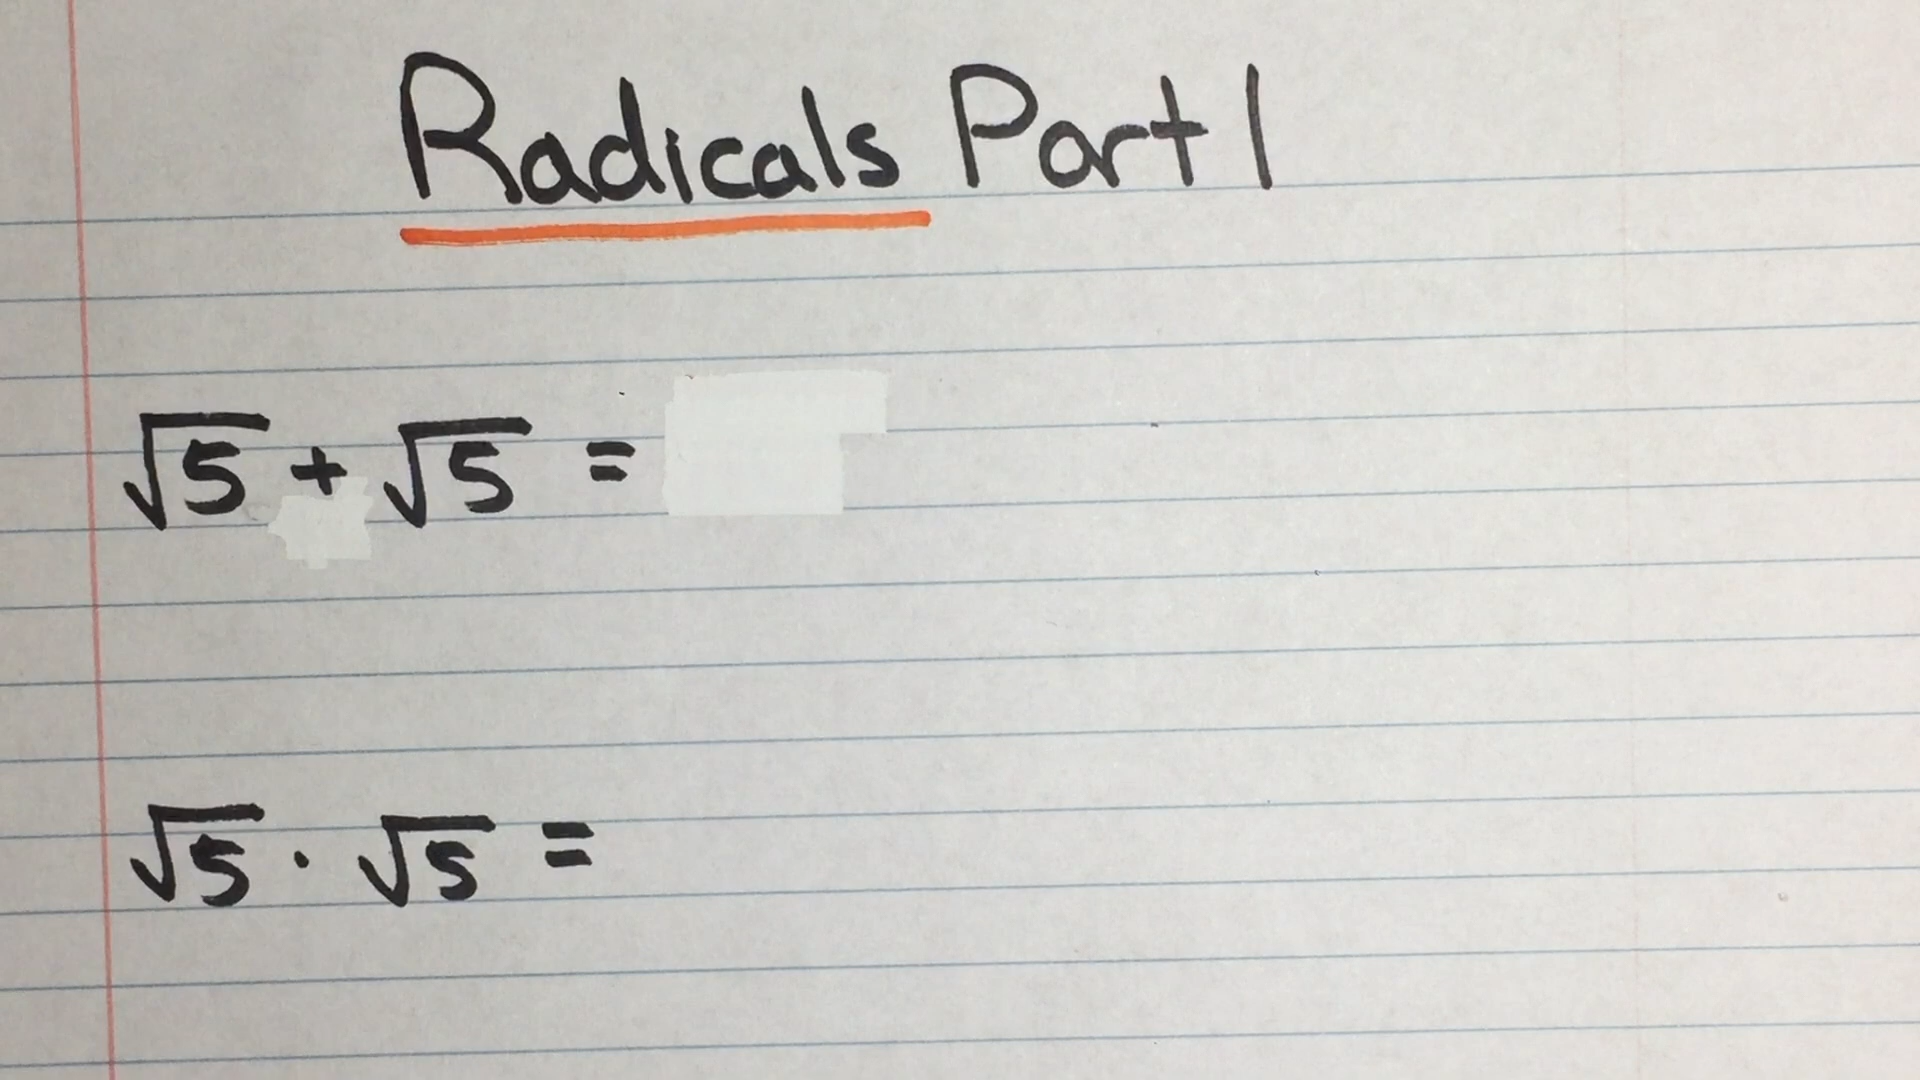 Radicals Part 1
√5 + √5 =
√5 · √5 =